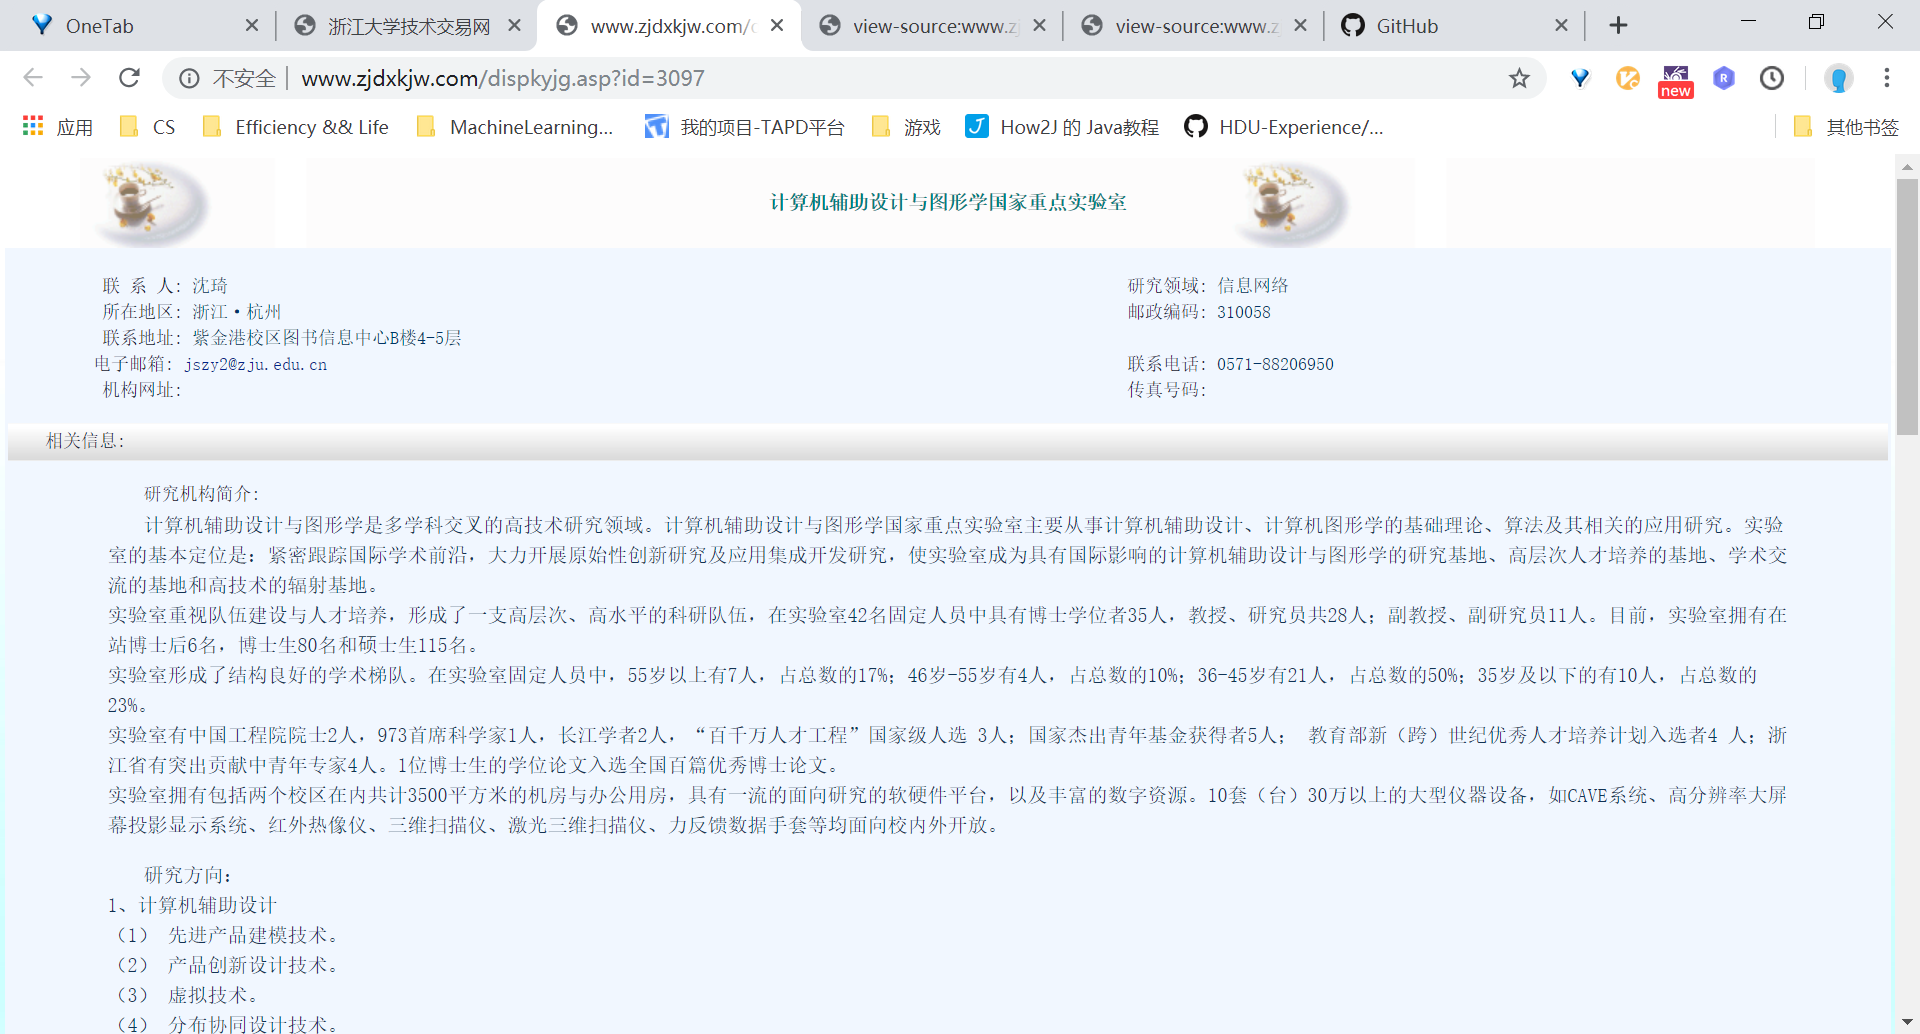 OneTab
浙江大学技术交易网
www.zjdxkjw.com/
view-source:www.z
view-source:www.z
GitHub
不安全 www.zjdxkjw.com/dispkyjg.asp?id=3097
new
应用 CS Efficiency && Life MachineLearning... 我的项目-TAPD平台 游戏 How2J 的 Java教程 HDU-Experience/... 其他书签
计算机辅助设计与图形学国家重点实验室
联 系 人: 沈琦 研究领域: 信息网络
所在地区: 浙江·杭州 邮政编码: 310058
联系地址: 紫金港校区图书信息中心B楼4-5层
电子邮箱: jszy2@zju.edu.cn 联系电话: 0571-88206950
机构网址: 传真号码:
相关信息:
研究机构简介:
计算机辅助设计与图形学是多学科交叉的高技术研究领域。计算机辅助设计与图形学国家重点实验室主要从事计算机辅助设计、计算机图形学的基础理论、算法及其相关的应用研究。实验
室的基本定位是: 紧密跟踪国际学术前沿，大力开展原始性创新研究及应用集成开发研究，使实验室成为具有国际影响的计算机辅助设计与图形学的研究基地、高层次人才培养的基地、学术交
流的基地和高技术的辐射基地。
实验室重视队伍建设与人才培养，形成了一支高层次、高水平的科研队伍，在实验室42名固定人员中具有博士学位者35人，教授、研究员共28人；副教授、副研究员11人。目前，实验室拥有在
站博士后6名，博士生80名和硕士生115名。
实验室形成了结构良好的学术梯队。在实验室固定人员中，55岁以上有7人，占总数的17%；46岁-55岁有4人，占总数的10%；36-45岁有21人，占总数的50%；35岁及以下的有10人，占总数的
23%。
实验室有中国工程院院士2人，973首席科学家1人，长江学者2人，“百千万人才工程”国家级人选 3人；国家杰出青年基金获得者5人； 教育部新（跨）世纪优秀人才培养计划入选者4 人；浙
江省有突出贡献中青年专家4人。1位博士生的学位论文入选全国百篇优秀博士论文。
实验室拥有包括两个校区在内共计3500平方米的机房与办公用房，具有一流的面向研究的软硬件平台，以及丰富的数字资源。10套（台）30万以上的大型仪器设备，如CAVE系统、高分辨率大屏
幕投影显示系统、红外热像仪、三维扫描仪、激光三维扫描仪、力反馈数据手套等均面向校内外开放。
研究方向:
1、计算机辅助设计
（1） 先进产品建模技术。
（2） 产品创新设计技术。
（3） 虚拟技术。
（4） 分布协同设计技术。